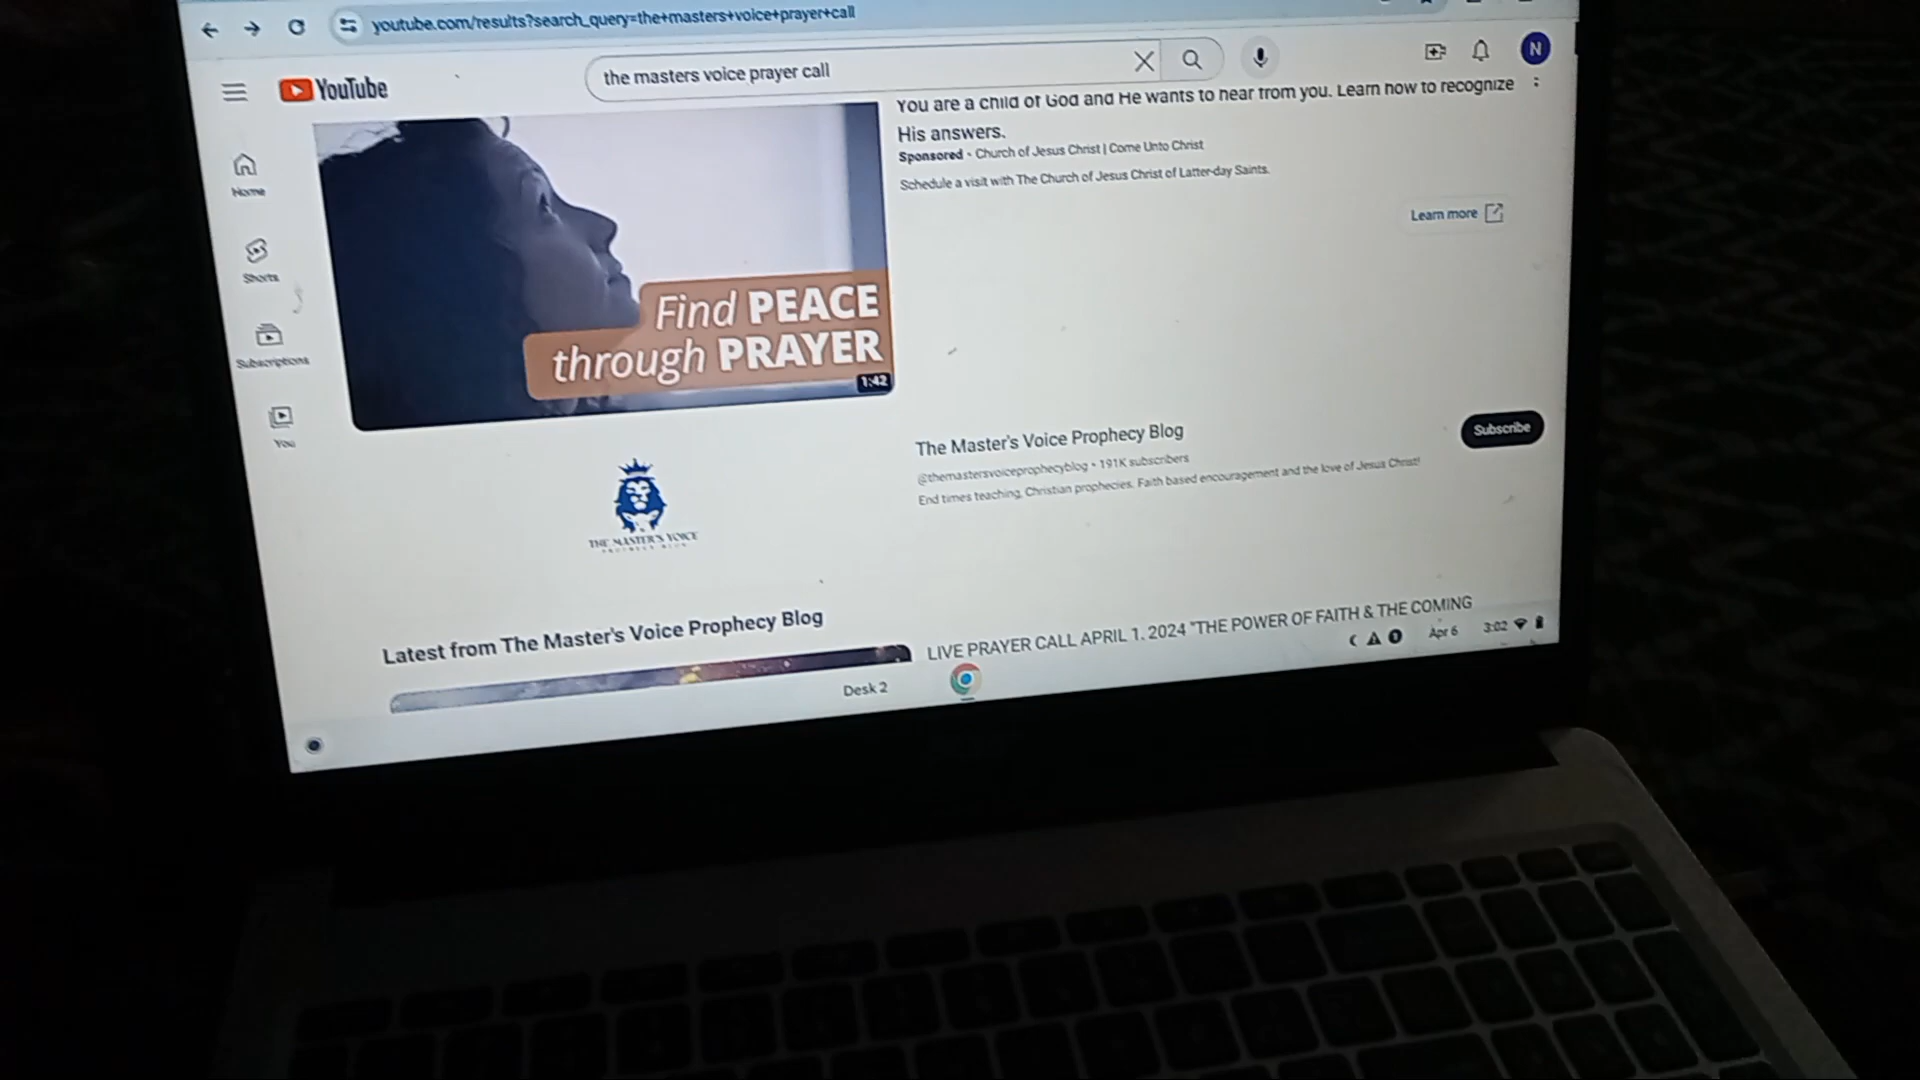 youtube.com/results?search_query=the+masters+voice+prayer+call
YouTube
the masters voice prayer call
N
You are a child of God and He wants to hear from you. Learn how to recognize
His answers.
Sponsored • Church of Jesus Christ | Come Unto Christ
Schedule a visit with The Church of Jesus Christ of Latter-day Saints.
Learn more
Home
Shorts
Subscriptions
You
Find PEACE
through PRAYER
1:42
The Master's Voice Prophecy Blog
@themastersvoiceprophecyblog • 191K subscribers
End times teaching, Christian prophecies. Faith based encouragement and the love of Jesus Christ!
Subscribe
THE MASTER'S VOICE
PROPHECY BLOG
Latest from The Master's Voice Prophecy Blog
LIVE PRAYER CALL APRIL 1. 2024 "THE POWER OF FAITH & THE COMING
Desk 2
Apr 6
3:02